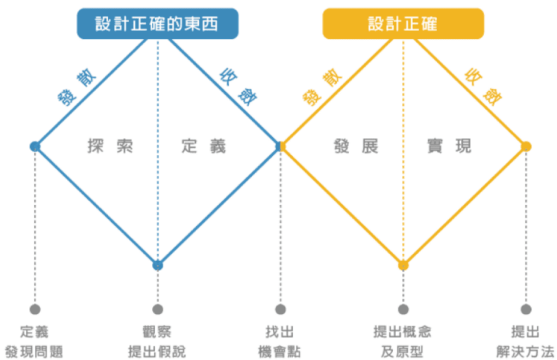 設計正確的東西
設計正確
發散
收斂
發散
收斂
探索
定義
發展
實現
定義
發現問題
觀察
提出假說
找出
機會點
提出概念
及原型
提出
解決方法